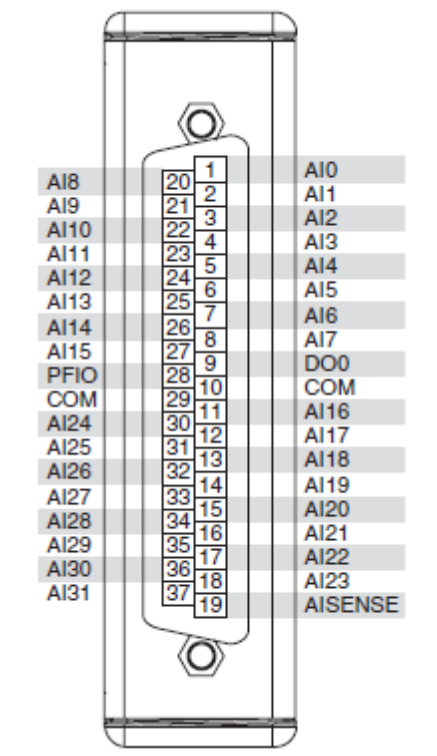 1 AI0
AI8 20
2 AI1
AI9 21
3 AI2
AI10 22
4 AI3
AI11 23
5 AI4
AI12 24
6 AI5
AI13 25
7 AI6
AI14 26
8 AI7
AI15 27
9 DO0
PFIO 28
10 COM
COM 29
11 AI16
AI24 30
12 AI17
AI25 31
13 AI18
AI26 32
14 AI19
AI27 33
15 AI20
AI28 34
16 AI21
AI29 35
17 AI22
AI30 36
18 AI23
AI31 37
19 AISENSE